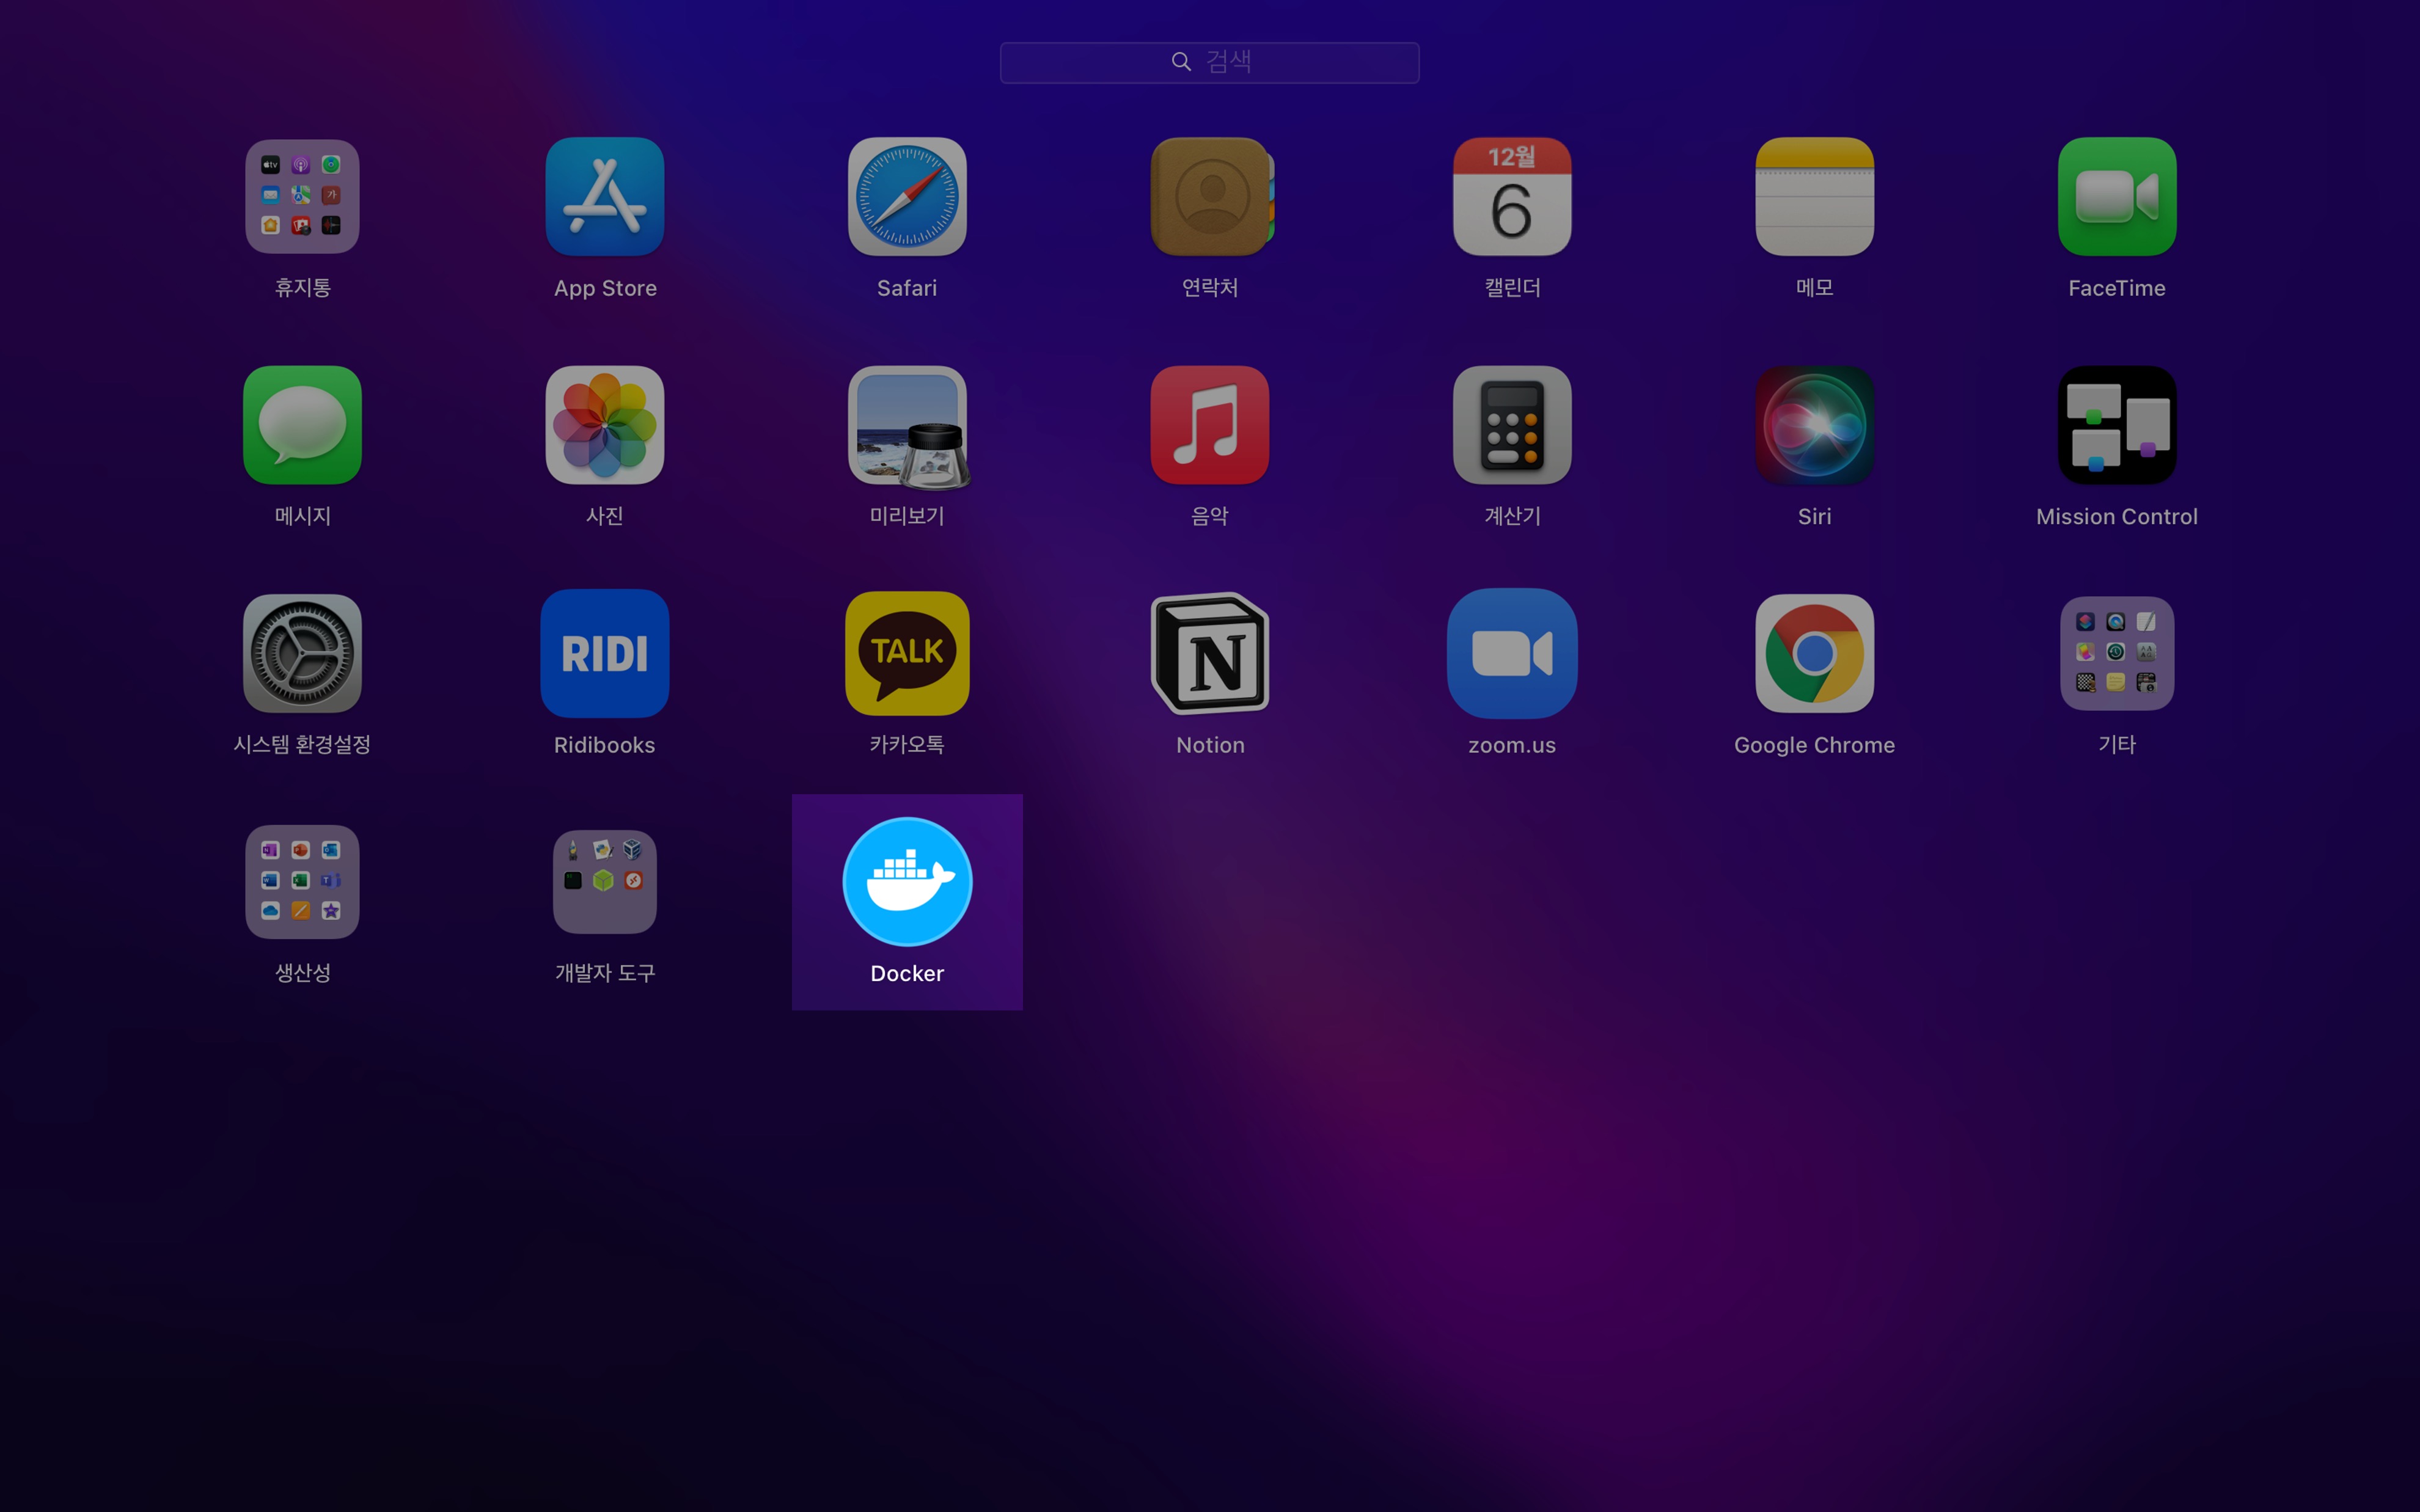 검색
휴지통
App Store
Safari
연락처
12월
6
캘린더
메모
FaceTime
메시지
사진
미리보기
음악
계산기
Siri
Mission Control
시스템 환경설정
RIDI
Ridibooks
TALK
카카오톡
N
Notion
zoom.us
Google Chrome
기타
생산성
개발자 도구
Docker